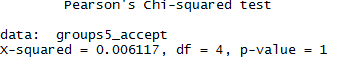 Pearson's Chi-squared test
data:  groups5_accept
X-squared = 0.006117, df = 4, p-value = 1